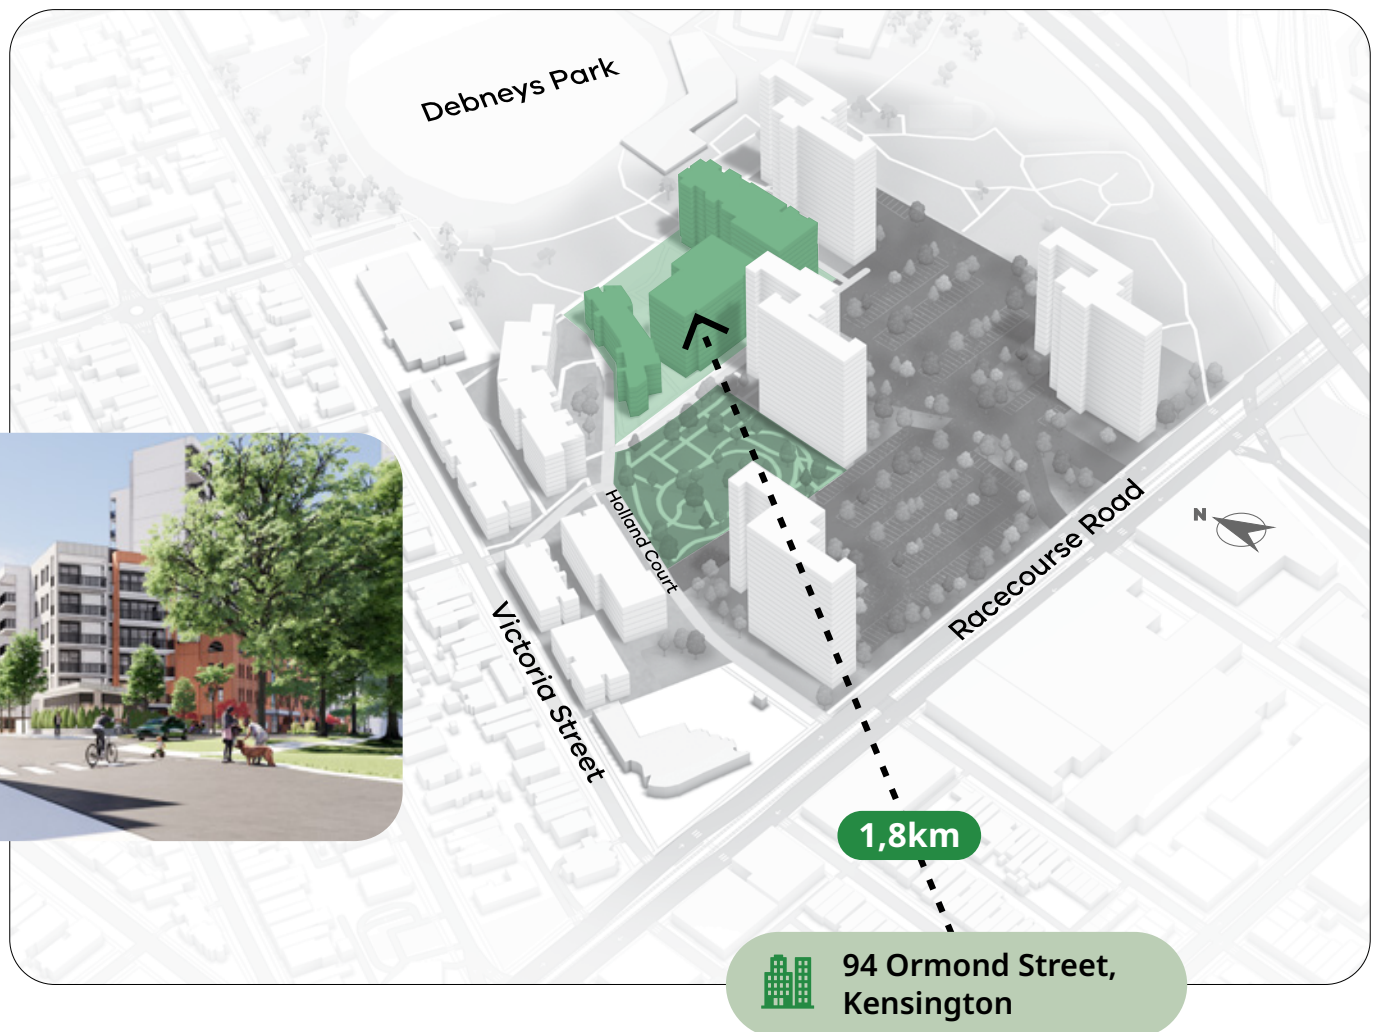 Debneys Park
Holland Court
Racecourse Road
N
Victoria Street
1,8km
94 Ormond Street,
Kensington